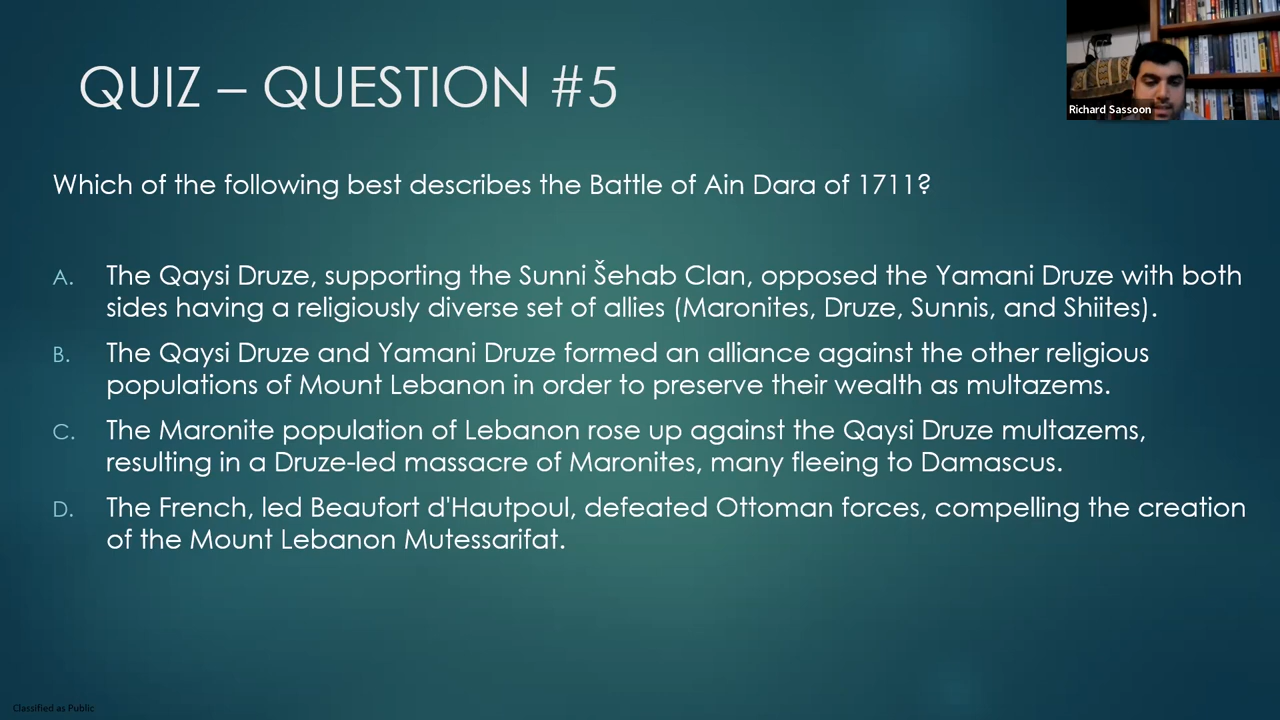 QUIZ – QUESTION #5
Richard Sassoon
Which of the following best describes the Battle of Ain Dara of 1711?
A. The Qaysi Druze, supporting the Sunni Šehab Clan, opposed the Yamani Druze with both
sides having a religiously diverse set of allies (Maronites, Druze, Sunnis, and Shiites).
B. The Qaysi Druze and Yamani Druze formed an alliance against the other religious
populations of Mount Lebanon in order to preserve their wealth as multazems.
C. The Maronite population of Lebanon rose up against the Qaysi Druze multazems,
resulting in a Druze-led massacre of Maronites, many fleeing to Damascus.
D. The French, led Beaufort d'Hautpoul, defeated Ottoman forces, compelling the creation
of the Mount Lebanon Mutessarifat.
Classified as Public